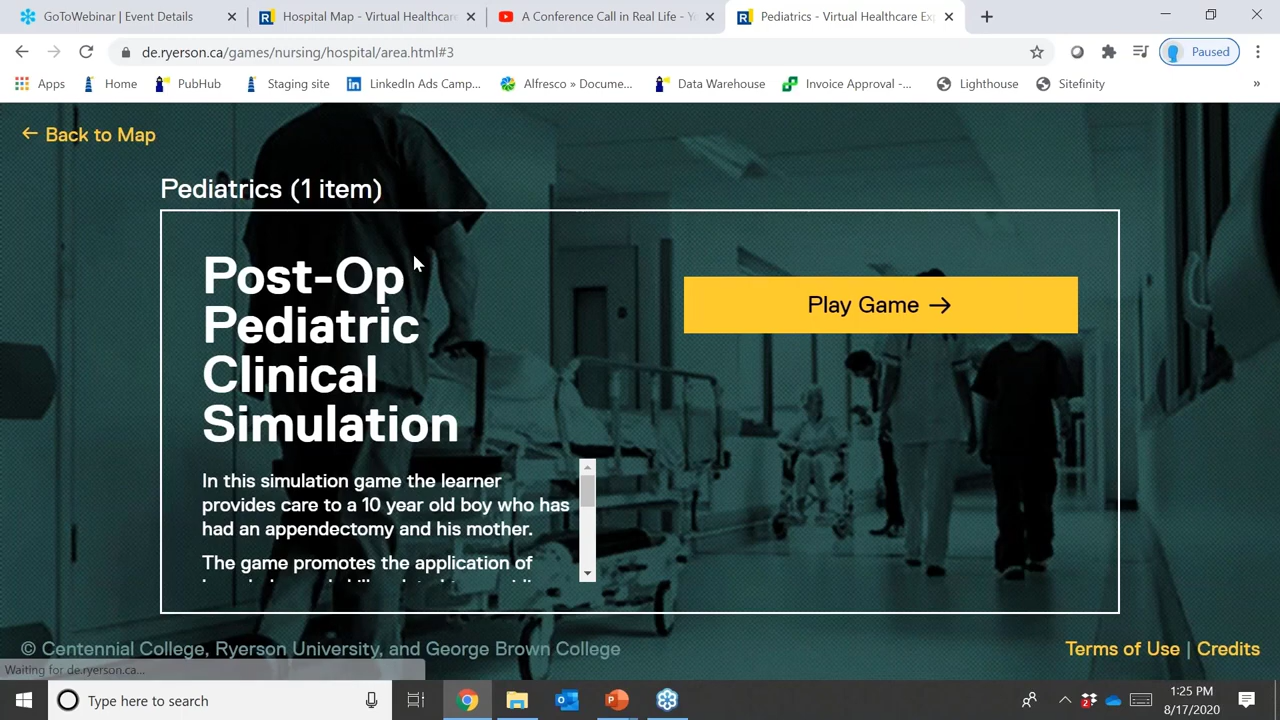 GoToWebinar | Event Details
Hospital Map - Virtual Healthcare
A Conference Call in Real Life - Y
Pediatrics - Virtual Healthcare Ex
de.ryerson.ca/games/nursing/hospital/area.html#3
Paused
Apps
Home
PubHub
Staging site
LinkedIn Ads Camp...
Alfresco » Docume...
Data Warehouse
Invoice Approval -...
Lighthouse
Sitefinity
»
← Back to Map
Pediatrics (1 item)
Post-Op
Pediatric
Clinical
Simulation
Play Game →
In this simulation game the learner
provides care to a 10 year old boy who has
had an appendectomy and his mother.
The game promotes the application of
© Centennial College, Ryerson University, and George Brown College
Terms of Use | Credits
Waiting for de.ryerson.ca...
Type here to search
1:25 PM
8/17/2020